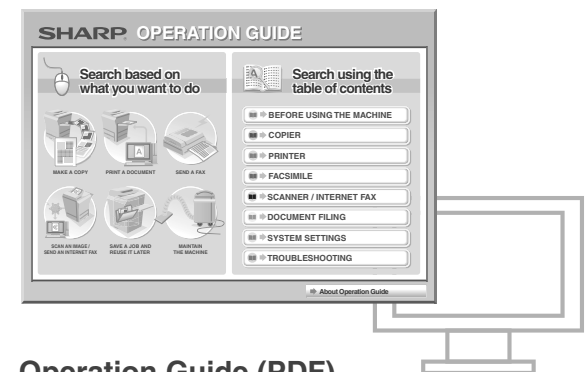 SHARP OPERATION GUIDE
Search based on
what you want to do
MAKE A COPY
PRINT A DOCUMENT
SEND A FAX
SCAN AN IMAGE /
SEND AN INTERNET FAX
SAVE A JOB AND
REUSE IT LATER
MAINTAIN
THE MACHINE
Search using the
table of contents
BEFORE USING THE MACHINE
COPIER
PRINTER
FACSIMILE
SCANNER / INTERNET FAX
DOCUMENT FILING
SYSTEM SETTINGS
TROUBLESHOOTING
About Operation Guide
Operation Guide (PDF)